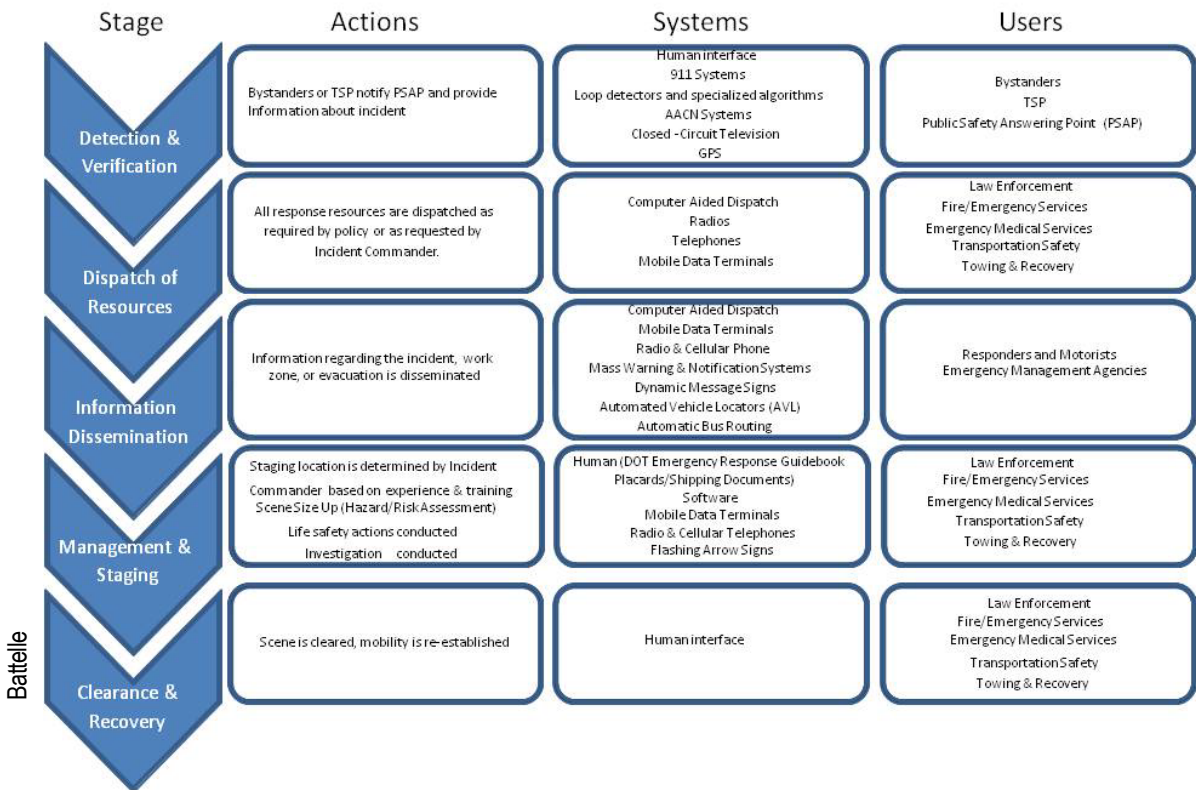 Stage
Actions
Systems
Users
Detection &
Verification
Bystanders or TSP notify PSAP and provide
Information about incident
Human interface
911 Systems
Loop detectors and specialized algorithms
AACN Systems
Closed -Circuit Television
GPS
Bystanders
TSP
Public Safety Answering Point (PSAP)
Dispatch of
Resources
All response resources are dispatched as
required by policy or as requested by
Incident Commander.
Computer Aided Dispatch
Radios
Telephones
Mobile Data Terminals
Law Enforcement
Fire/Emergency Services
Emergency Medical Services
Transportation Safety
Towing & Recovery
Information
Dissemination
Information regarding the incident, work
zone, or evacuation is disseminated
Computer Aided Dispatch
Mobile Data Terminals
Radio & Cellular Phone
Mass Warning & Notification Systems
Dynamic Message Signs
Automated Vehicle Locators (AVL)
Automatic Bus Routing
Responders and Motorists
Emergency Management Agencies
Management &
Staging
Staging location is determined by Incident
Commander based on experience & training
Scene Size Up (Hazard/Risk Assessment)
Life safety actions conducted
Investigation conducted
Human (DOT Emergency Response Guidebook
Placards/Shipping Documents)
Software
Mobile Data Terminals
Radio & Cellular Telephones
Flashing Arrow Signs
Law Enforcement
Fire/Emergency Services
Emergency Medical Services
Transportation Safety
Towing & Recovery
Clearance &
Recovery
Scene is cleared, mobility is re-established
Human interface
Law Enforcement
Fire/Emergency Services
Emergency Medical Services
Transportation Safety
Towing & Recovery
Battelle